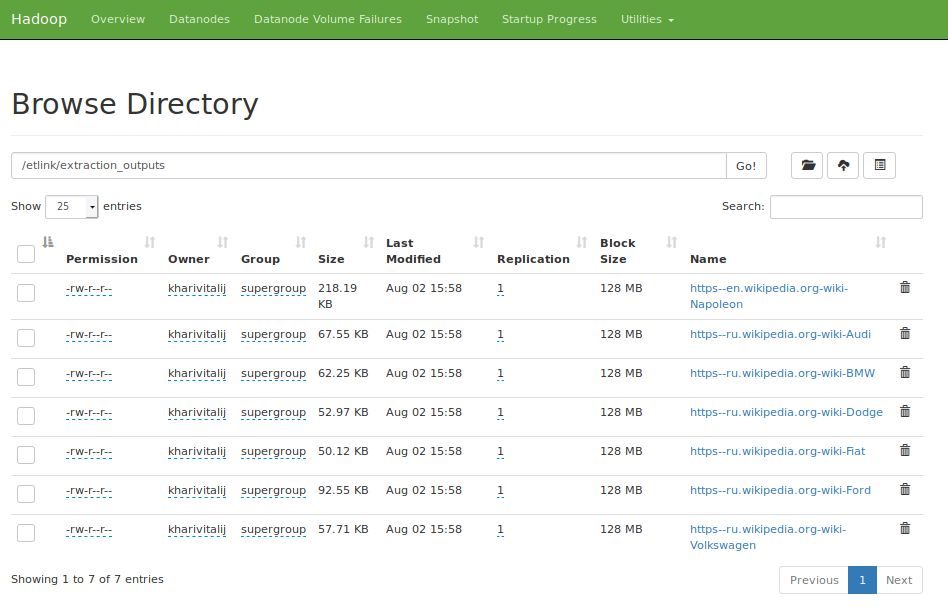 Hadoop Overview Datanodes Datanode Volume Failures Snapshot Startup Progress Utilities
Browse Directory
/etlink/extraction_outputs Go!
Show 25 entries Search:
Permission Owner Group Size Last Modified Replication Block Size Name
-rw-r--r-- kharivitalij supergroup 218.19 KB Aug 02 15:58 1 128 MB https--en.wikipedia.org-wiki-
Napoleon
-rw-r--r-- kharivitalij supergroup 67.55 KB Aug 02 15:58 1 128 MB https--ru.wikipedia.org-wiki-Audi
-rw-r--r-- kharivitalij supergroup 62.25 KB Aug 02 15:58 1 128 MB https--ru.wikipedia.org-wiki-BMW
-rw-r--r-- kharivitalij supergroup 52.97 KB Aug 02 15:58 1 128 MB https--ru.wikipedia.org-wiki-Dodge
-rw-r--r-- kharivitalij supergroup 50.12 KB Aug 02 15:58 1 128 MB https--ru.wikipedia.org-wiki-Fiat
-rw-r--r-- kharivitalij supergroup 92.55 KB Aug 02 15:58 1 128 MB https--ru.wikipedia.org-wiki-Ford
-rw-r--r-- kharivitalij supergroup 57.71 KB Aug 02 15:58 1 128 MB https--ru.wikipedia.org-wiki-
Volkswagen
Showing 1 to 7 of 7 entries Previous 1 Next